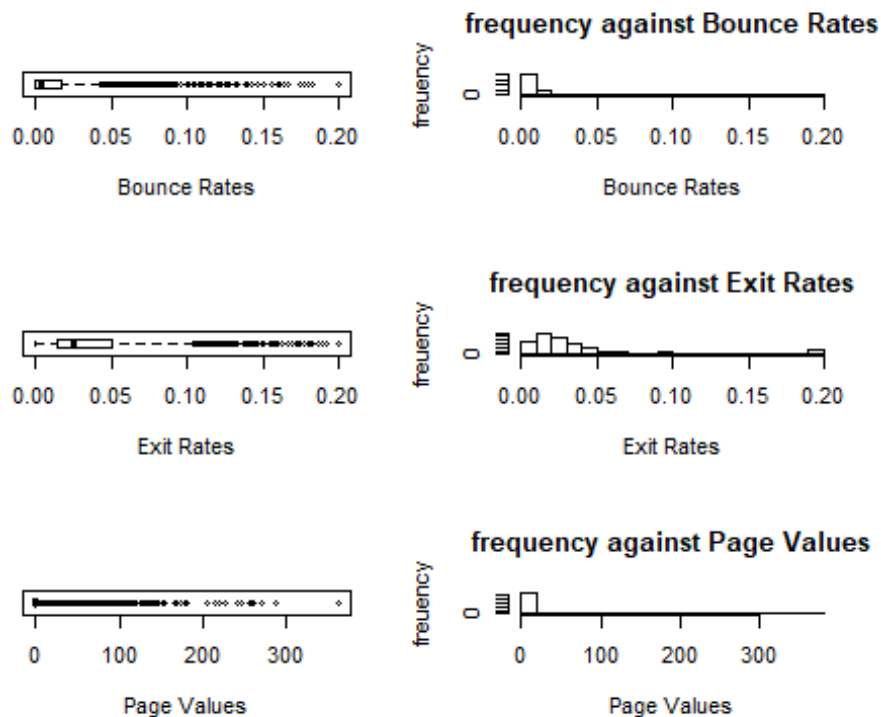 frequency against Bounce Rates
freuency
0
0.00 0.05 0.10 0.15 0.20
0.00 0.05 0.10 0.15 0.20
Bounce Rates
Bounce Rates
frequency against Exit Rates
freuency
0
0.00 0.05 0.10 0.15 0.20
0.00 0.05 0.10 0.15 0.20
Exit Rates
Exit Rates
frequency against Page Values
freuency
0
0 100 200 300
0 100 200 300
Page Values
Page Values